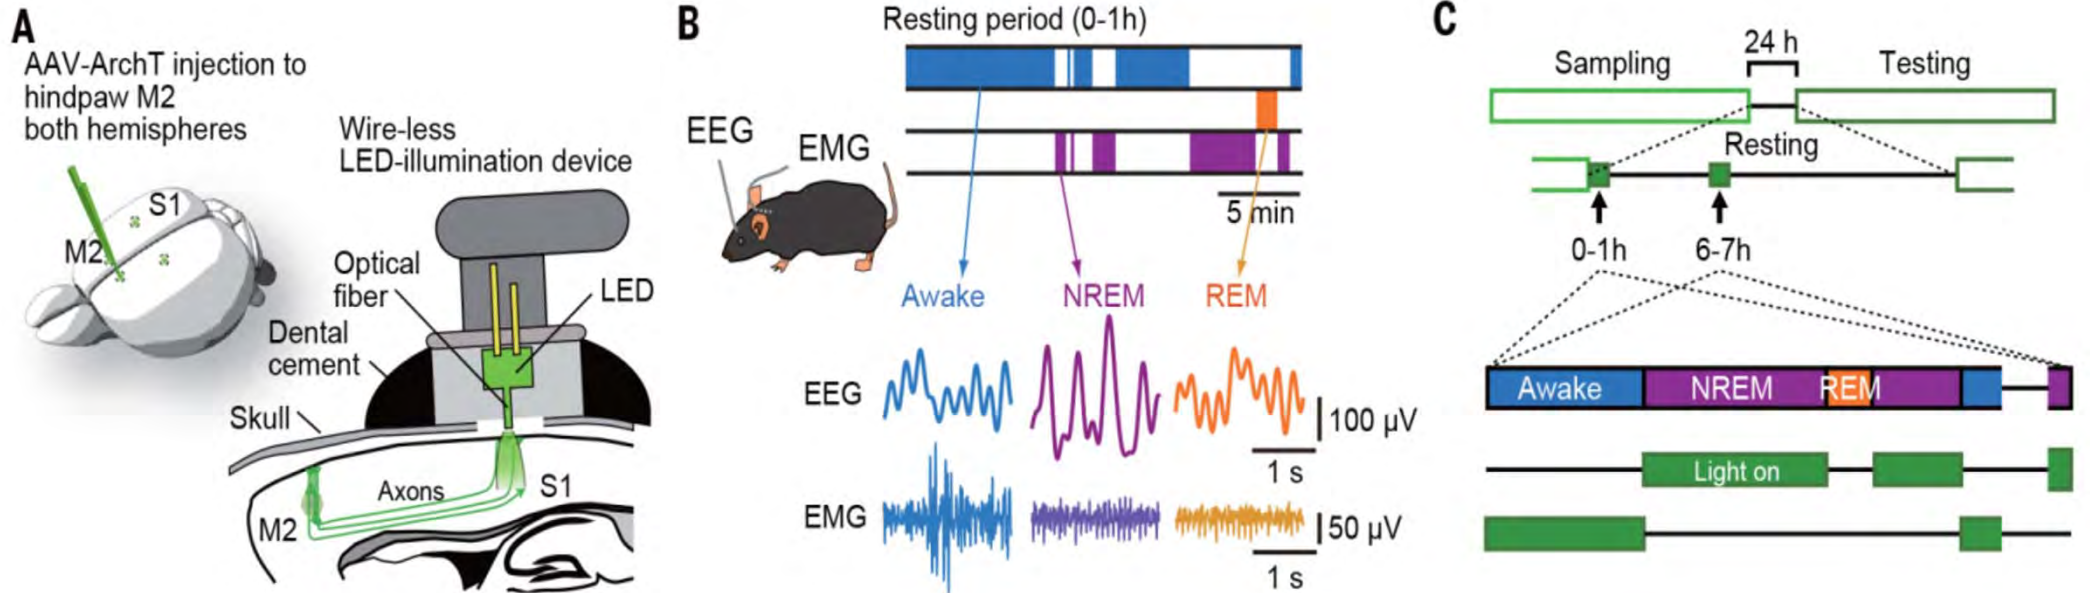 A
AAV-ArchT injection to
hindpaw M2
both hemispheres
S1
M2
Wire-less
LED-illumination device
Optical
fiber
LED
Dental
cement
Skull
Axons
S1
M2
B
Resting period (0-1h)
EEG
EMG
5 min
Awake
NREM
REM
EEG
100 µV
1 s
EMG
50 µV
1 s
C
24 h
Sampling
Testing
Resting
0-1h
6-7h
Awake
NREM
REM
Light on